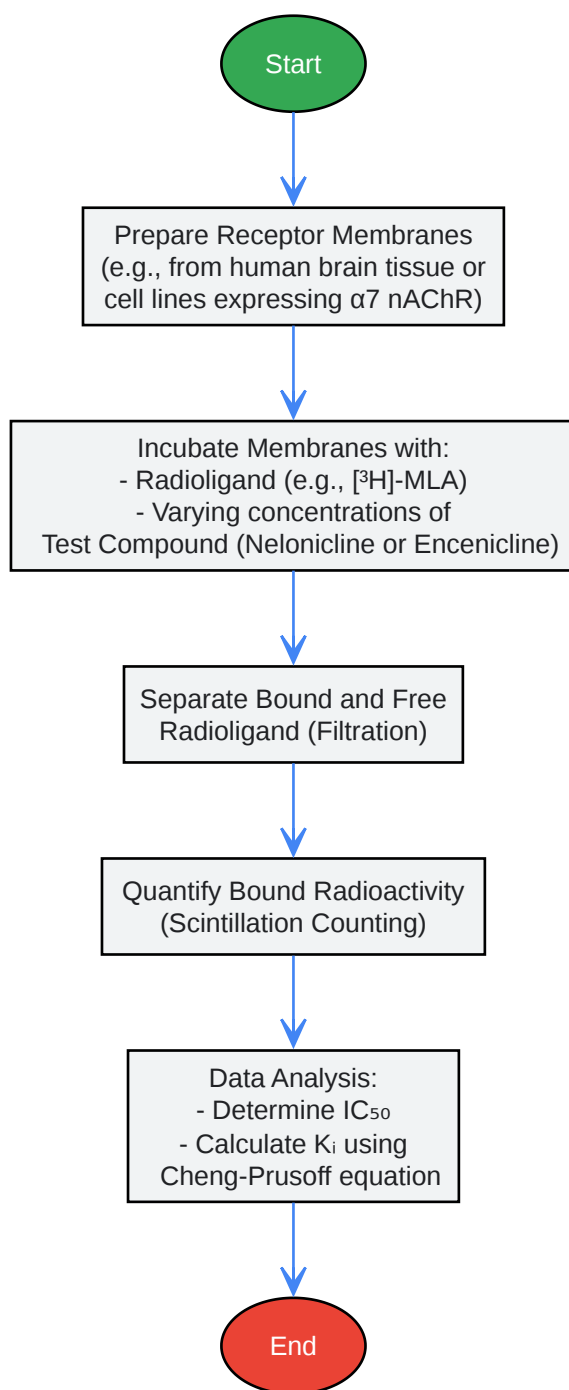 Start
Prepare Receptor Membranes
(e.g., from human brain tissue or
cell lines expressing α7 nAChR)
Incubate Membranes with:
- Radioligand (e.g., [³H]-MLA)
- Varying concentrations of
Test Compound (Nelonicline or Encenicline)
Separate Bound and Free
Radioligand (Filtration)
Quantify Bound Radioactivity
(Scintillation Counting)
Data Analysis:
- Determine IC₅₀
- Calculate Kᵢ using
Cheng-Prusoff equation
End